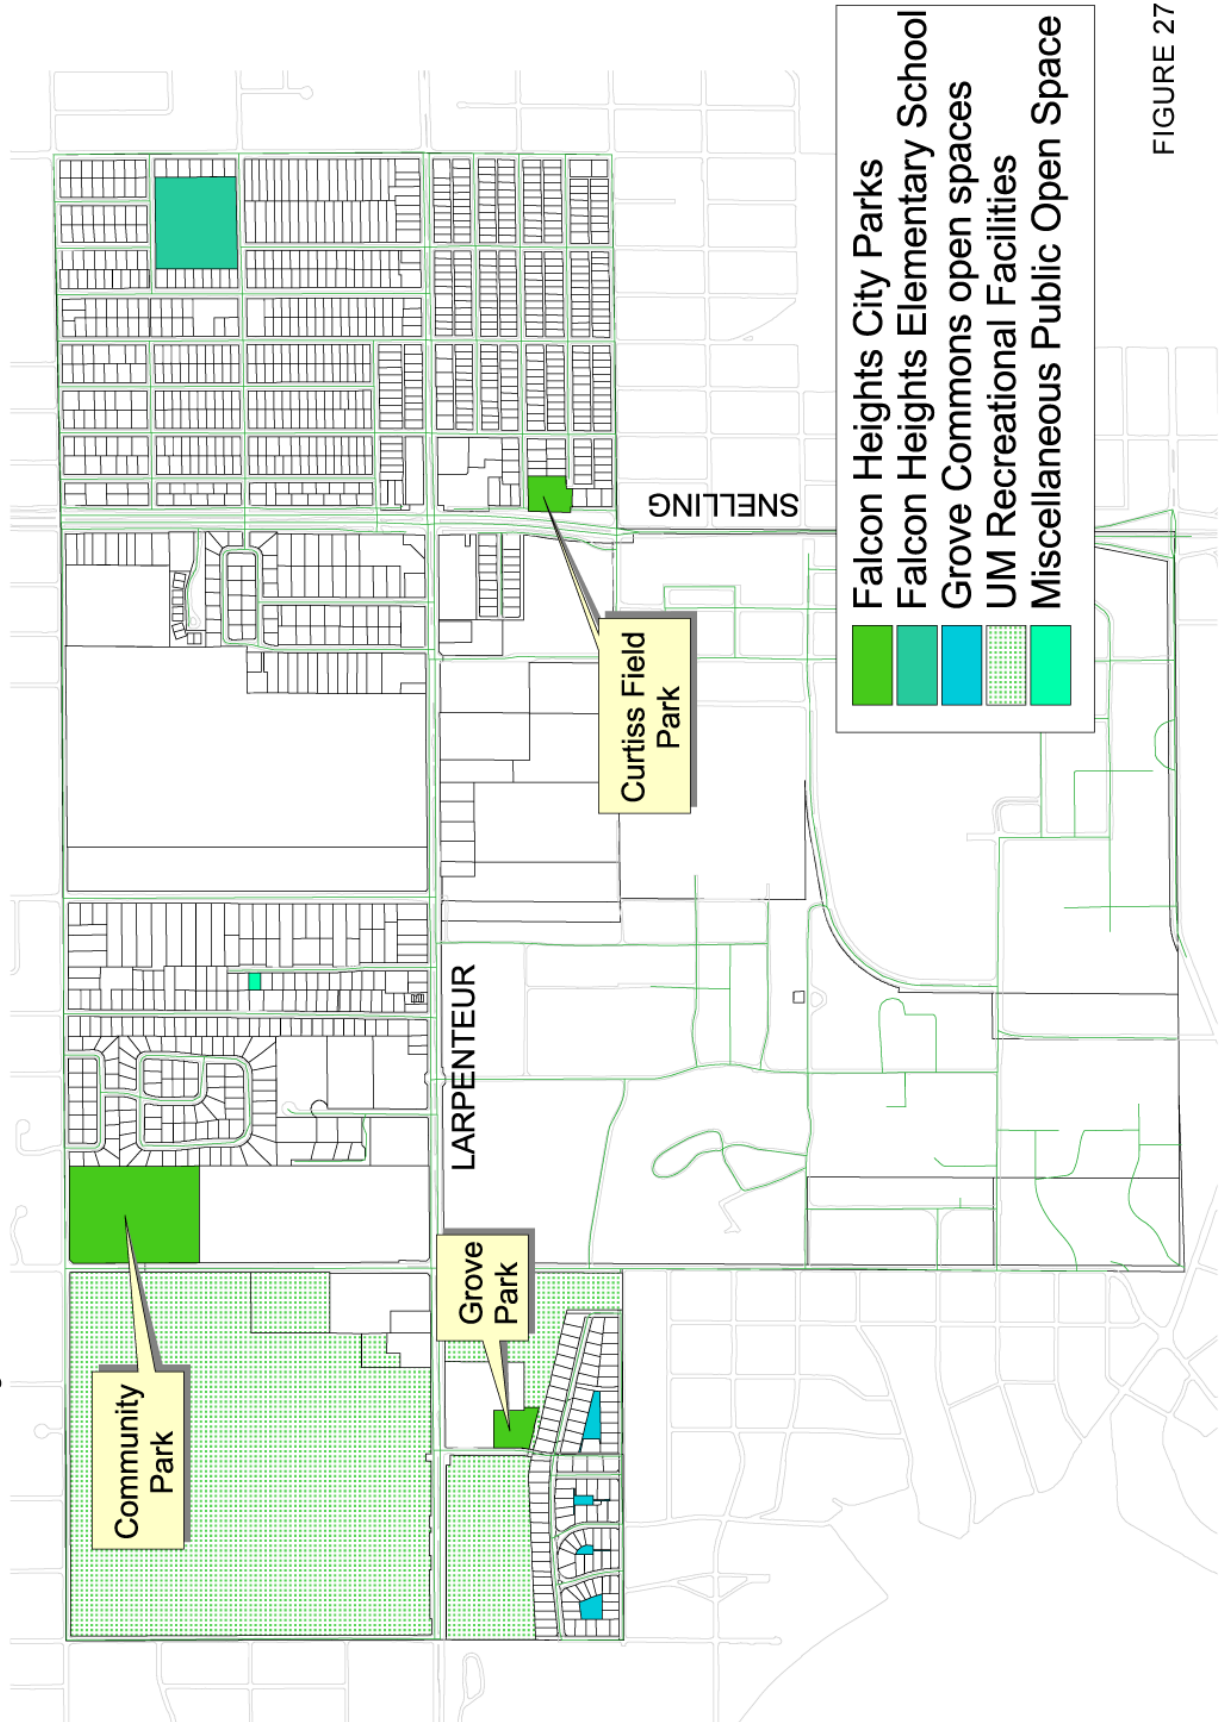 Community
Park
Grove
Park
LARPENTEUR
Curtiss Field
Park
SNELLING
Falcon Heights City Parks
Falcon Heights Elementary School
Grove Commons open spaces
UM Recreational Facilities
Miscellaneous Public Open Space
FIGURE 27